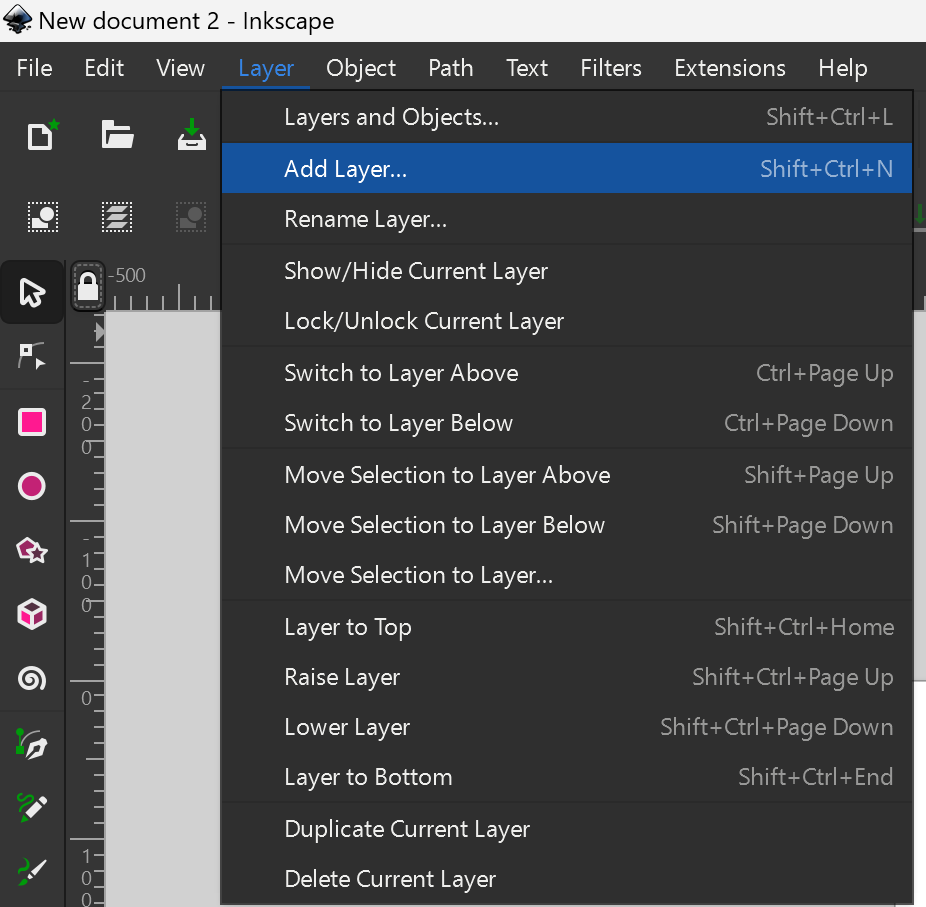 New document 2 - Inkscape
File Edit View Layer Object Path Text Filters Extensions Help
Layers and Objects... Shift+Ctrl+L
Add Layer... Shift+Ctrl+N
Rename Layer...
-500
Show/Hide Current Layer
Lock/Unlock Current Layer
Switch to Layer Above Ctrl+Page Up
-200
Switch to Layer Below Ctrl+Page Down
Move Selection to Layer Above Shift+Page Up
Move Selection to Layer Below Shift+Page Down
-100
Move Selection to Layer...
Layer to Top Shift+Ctrl+Home
Raise Layer Shift+Ctrl+Page Up
0
Lower Layer Shift+Ctrl+Page Down
Layer to Bottom Shift+Ctrl+End
Duplicate Current Layer
100
Delete Current Layer